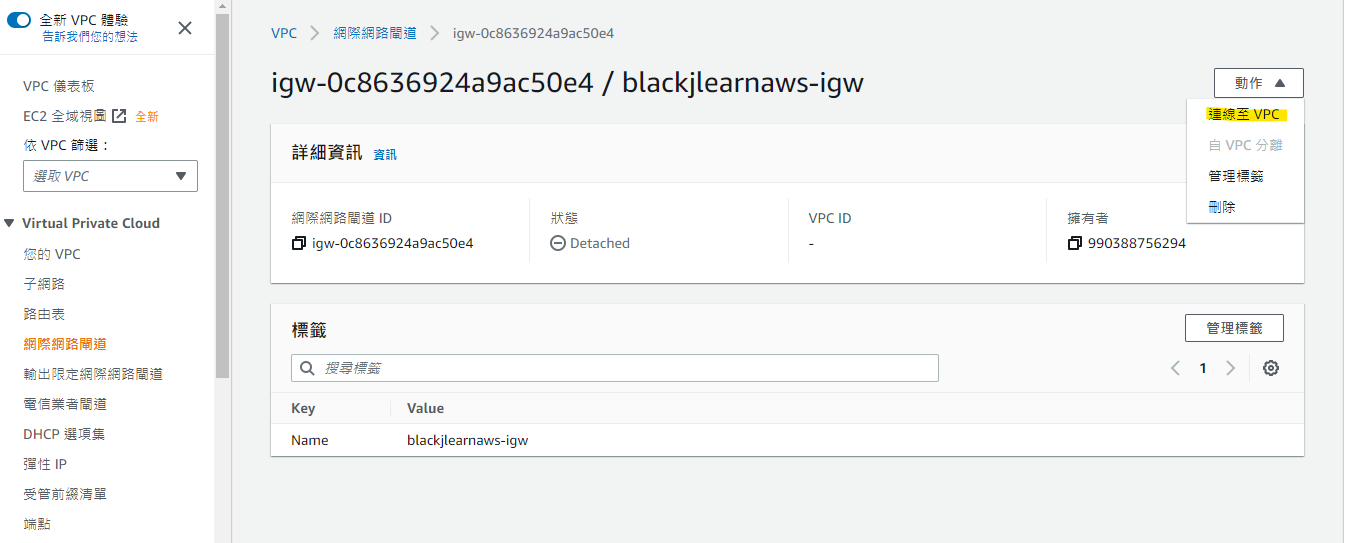 全新 VPC 體驗
告訴我們您的想法
VPC 儀表板
EC2 全域視圖 全新
依 VPC 篩選：
選取 VPC
Virtual Private Cloud
您的 VPC
子網路
路由表
網際網路閘道
輸出限定網際網路閘道
電信業者閘道
DHCP 選項集
彈性 IP
受管前綴清單
端點
VPC 網際網路閘道 igw-0c8636924a9ac50e4
igw-0c8636924a9ac50e4 / blackjlearnaws-igw
動作
連線至 VPC
自 VPC 分離
管理標籤
刪除
詳細資訊 資訊
網際網路閘道 ID
igw-0c8636924a9ac50e4
狀態
Detached
VPC ID
-
擁有者
990388756294
標籤
管理標籤
搜尋標籤
1
Key Value
Name blackjlearnaws-igw